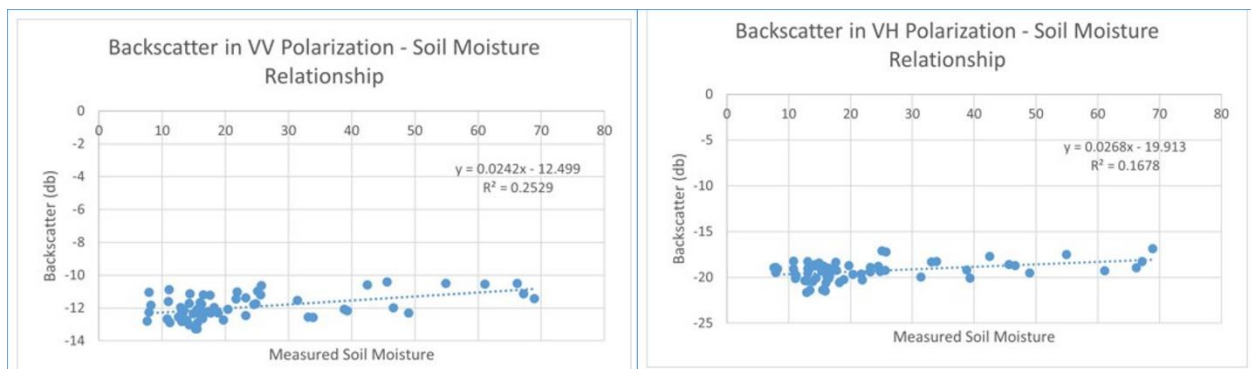 Backscatter in VV Polarization - Soil Moisture
Relationship
0
0 10 20 30 40 50 60 70 80
-2
-4
-6
-8
-10
-12
-14
y = 0.0242x - 12.499
R² = 0.2529
Backscatter (db)
Measured Soil Moisture
Backscatter in VH Polarization - Soil Moisture
Relationship
0
0 10 20 30 40 50 60 70 80
-5
-10
-15
-20
-25
y = 0.0268x - 19.913
R² = 0.1678
Backscatter (db)
Measured Soil Moisture